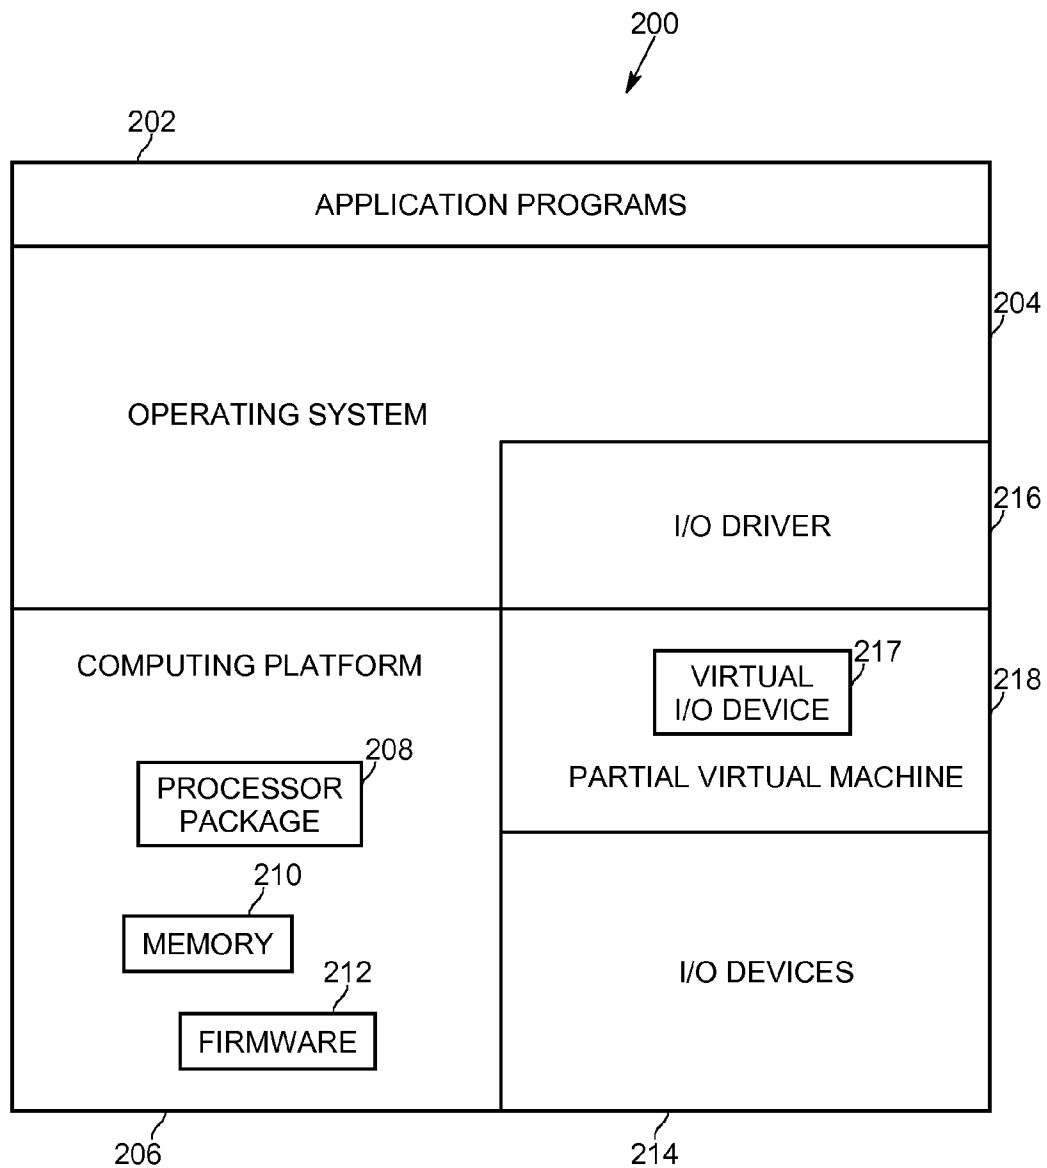 200
202
APPLICATION PROGRAMS
204
OPERATING SYSTEM
216
I/O DRIVER
COMPUTING PLATFORM
217
VIRTUAL
I/O DEVICE
218
PARTIAL VIRTUAL MACHINE
208
PROCESSOR
PACKAGE
210
MEMORY
212
FIRMWARE
I/O DEVICES
206
214